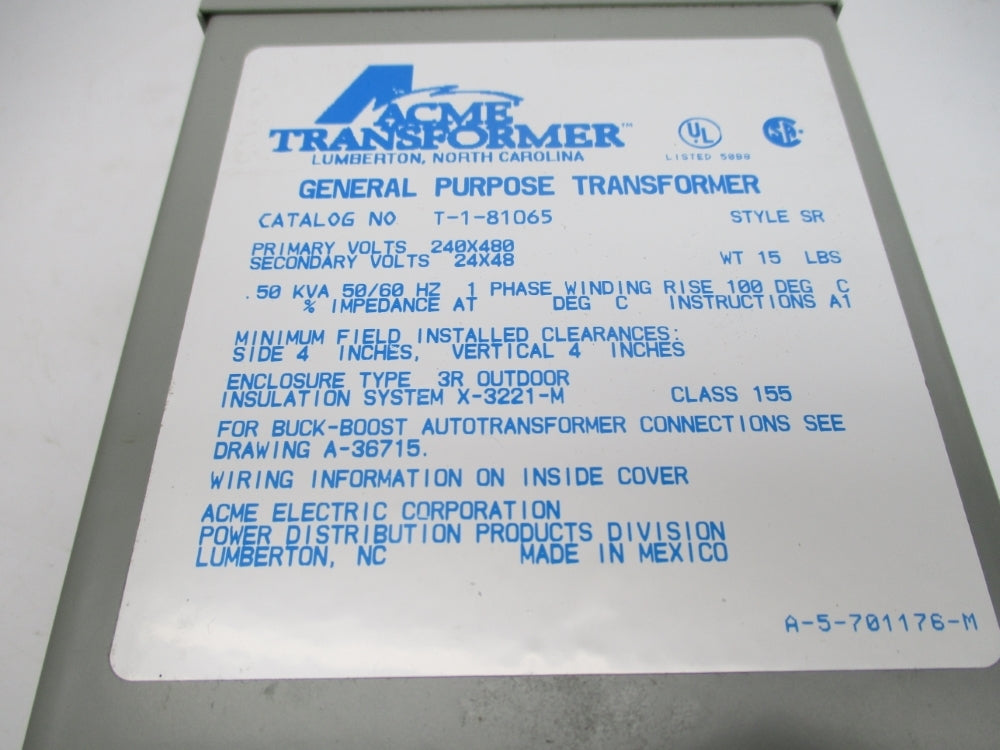 ACME
TRANSFORMER™
LUMBERTON, NORTH CAROLINA
UL
LISTED 5099
GENERAL PURPOSE TRANSFORMER
CATALOG NO T-1-81065 STYLE SR
PRIMARY VOLTS 240X480
SECONDARY VOLTS 24X48 WT 15 LBS
.50 KVA 50/60 HZ 1 PHASE WINDING RISE 100 DEG C
% IMPEDANCE AT DEG C INSTRUCTIONS A1
MINIMUM FIELD INSTALLED CLEARANCES:
SIDE 4 INCHES, VERTICAL 4 INCHES
ENCLOSURE TYPE 3R OUTDOOR
INSULATION SYSTEM X-3221-M CLASS 155
FOR BUCK-BOOST AUTOTRANSFORMER CONNECTIONS SEE
DRAWING A-36715.
WIRING INFORMATION ON INSIDE COVER
ACME ELECTRIC CORPORATION
POWER DISTRIBUTION PRODUCTS DIVISION
LUMBERTON, NC MADE IN MEXICO
A-5-701176-M